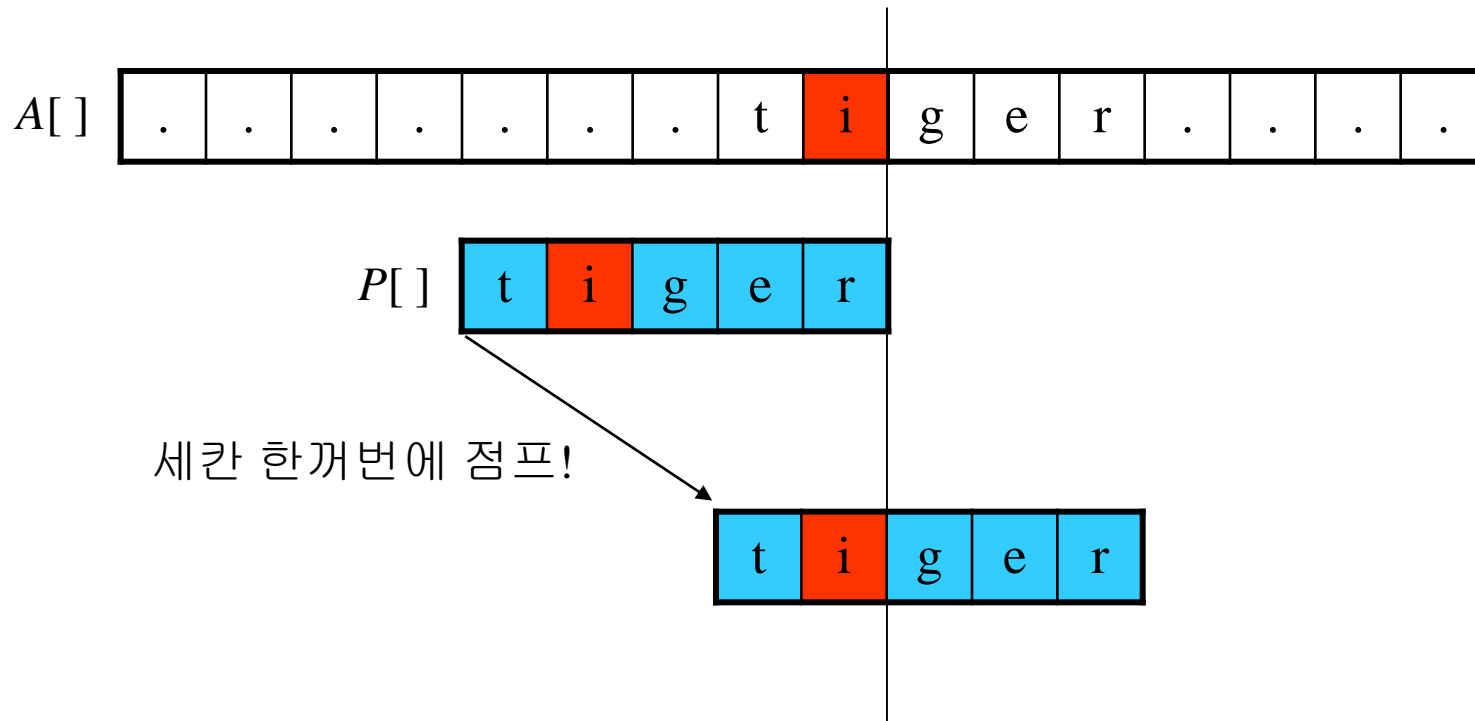 A[ ] . . . . . . . t i g e r . . . .
P[ ] t i g e r
세칸 한꺼번에 점프!
t i g e r